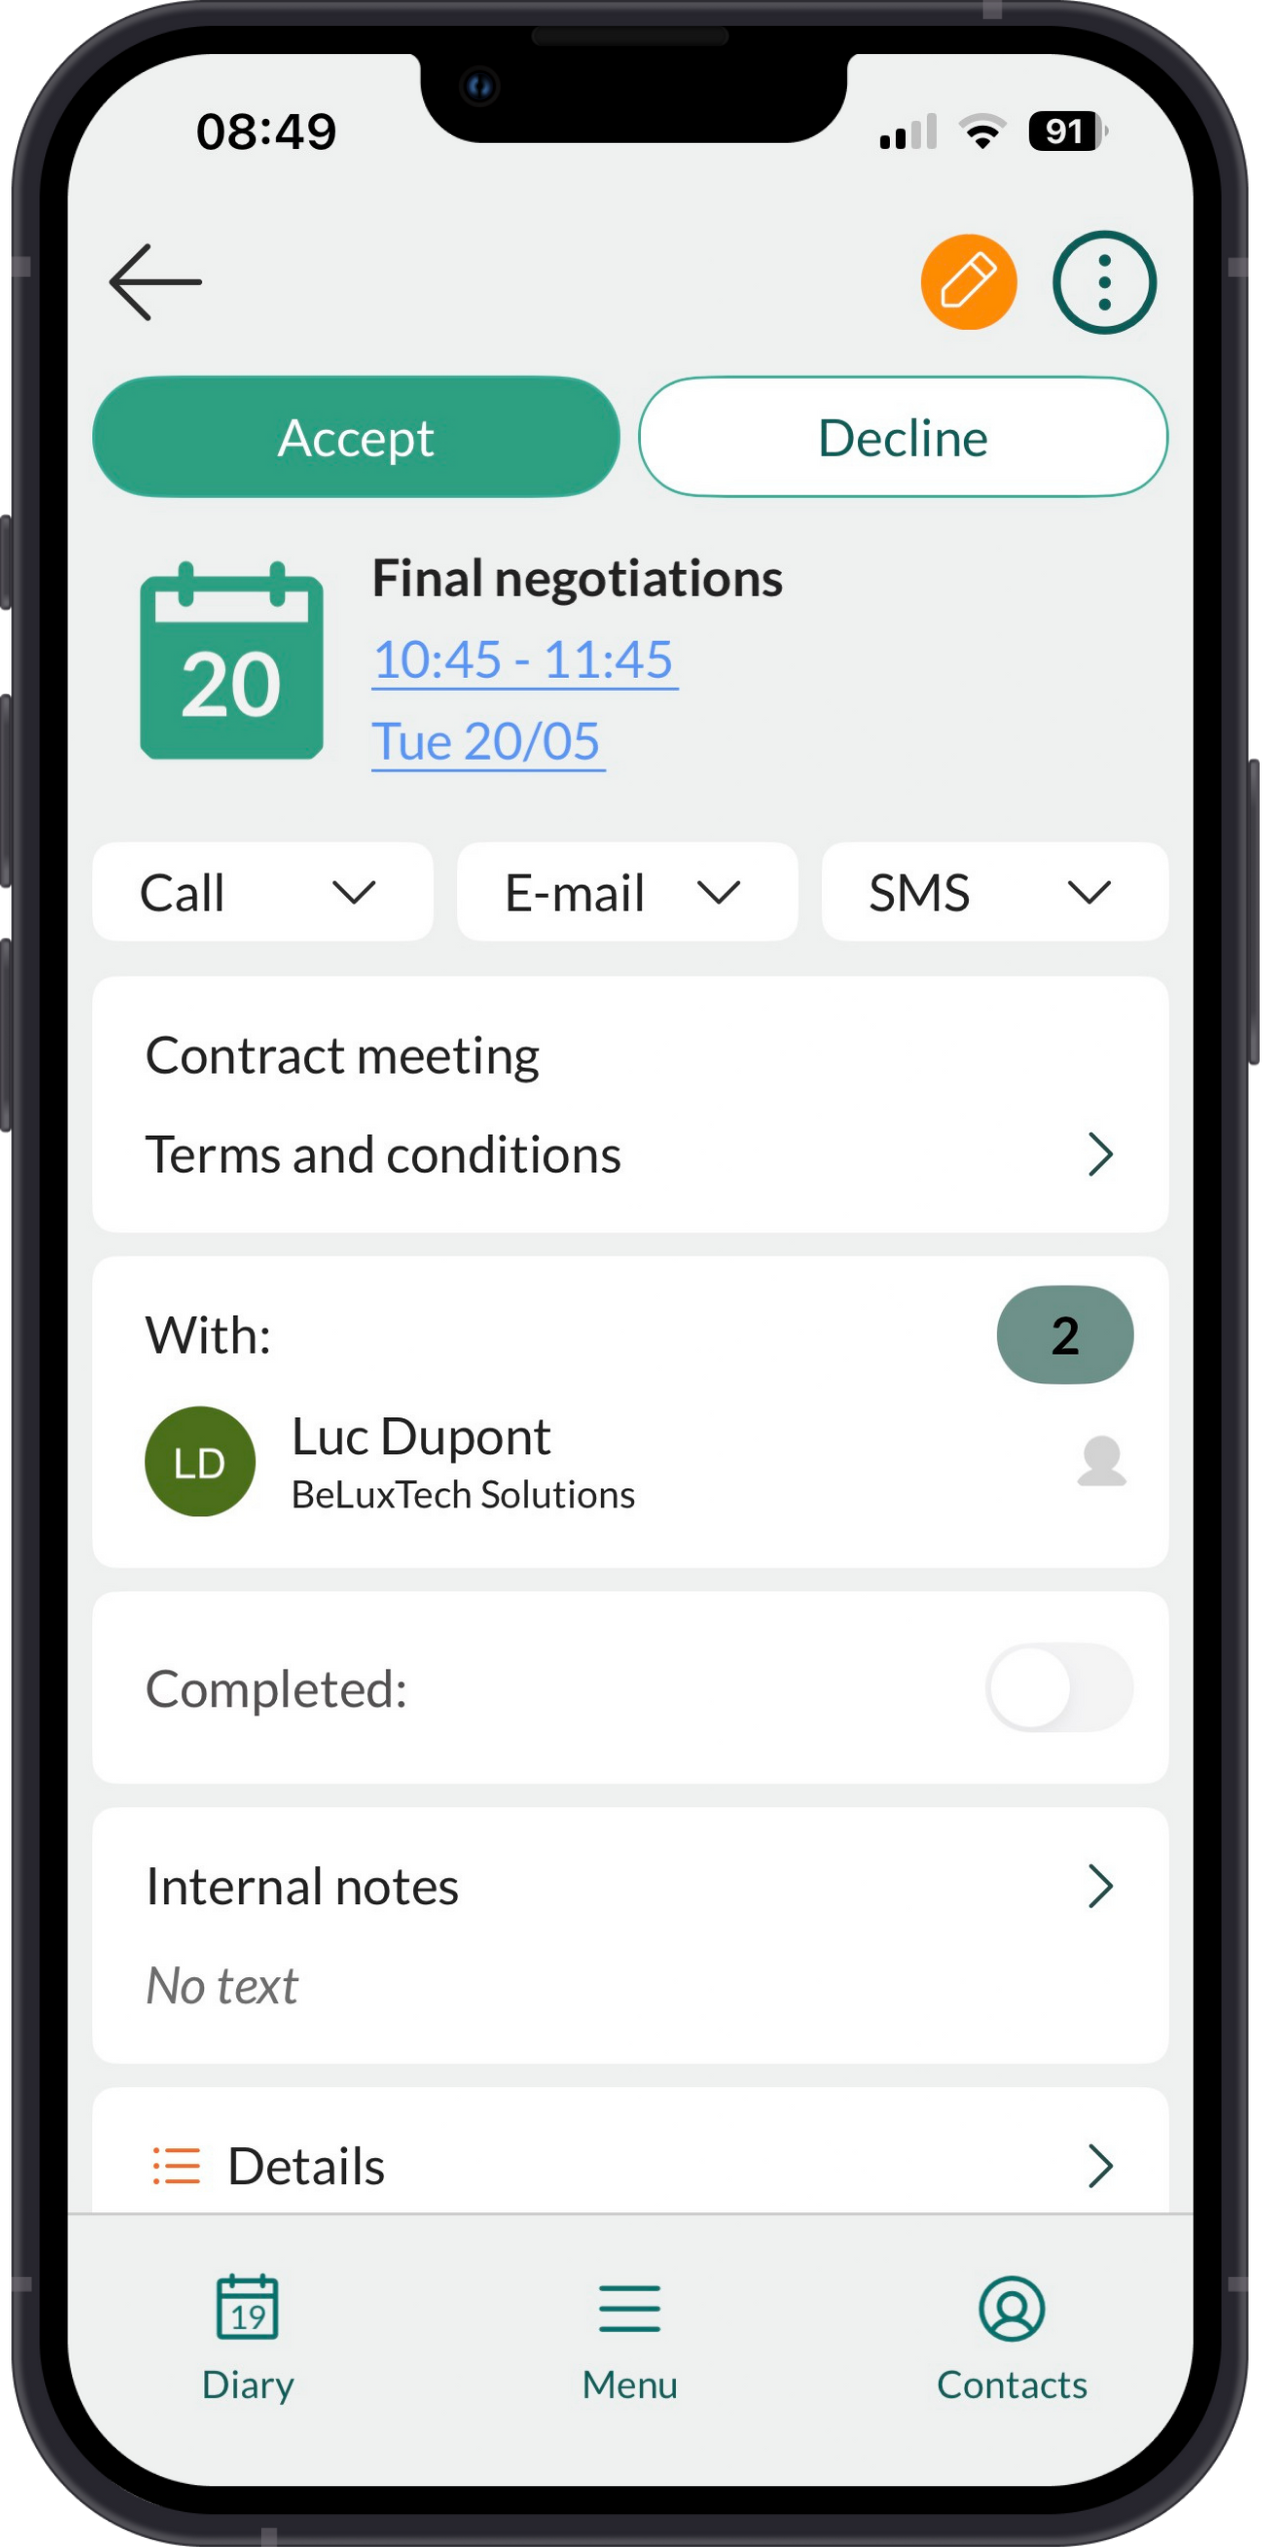 08:49
91
Accept
Decline
20
Final negotiations
10:45 - 11:45
Tue 20/05
Call
E-mail
SMS
Contract meeting
Terms and conditions
With:
2
LD
Luc Dupont
BeLuxTech Solutions
Completed:
Internal notes
No text
Details
19
Diary
Menu
Contacts